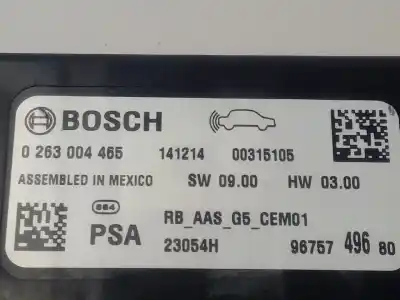 BOSCH
0 263 004 465 141214 00315105
ASSEMBLED IN MEXICO SW 09.00 HW 03.00
RB_AAS_G5_CEM01
PSA 23054H 96757 496 80